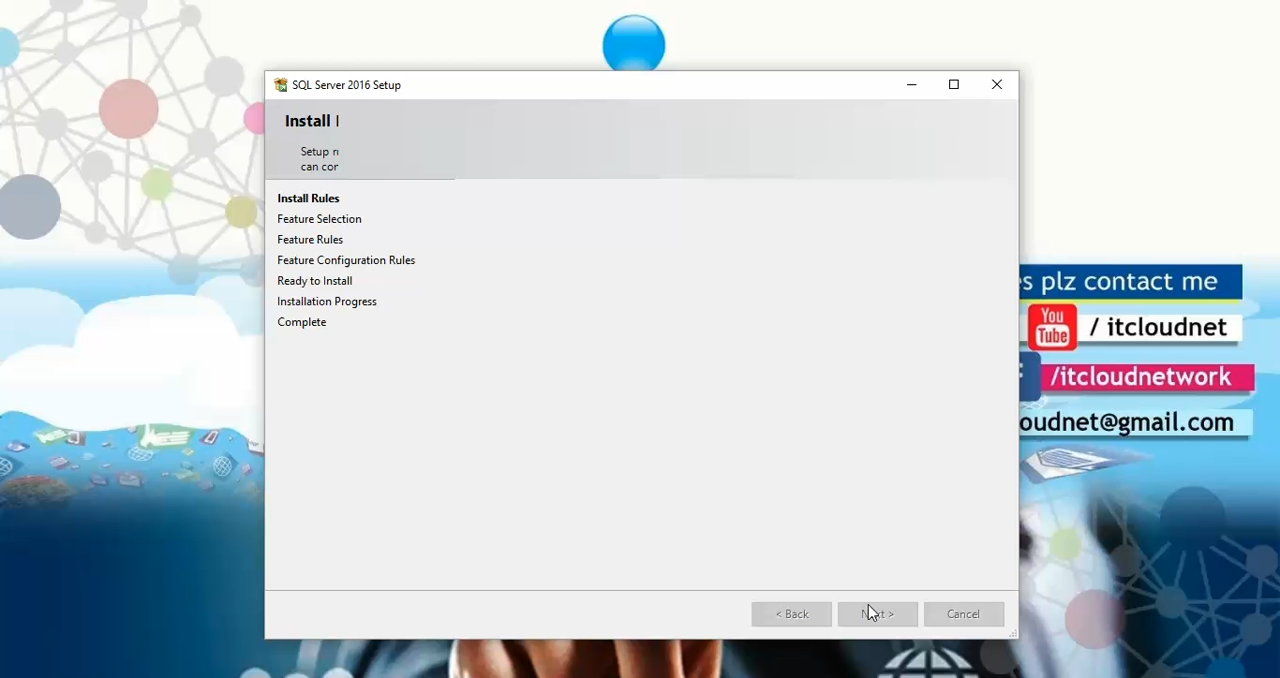 SQL Server 2016 Setup
Install
Setup
can
Install Rules
Feature Selection
Feature Rules
Feature Configuration Rules
Ready to Install
Installation Progress
Complete
< Back
Next >
Cancel
plz contact me
You
Tube
/ itcloudnet
/itcloudnetwork
oudnet@gmail.com